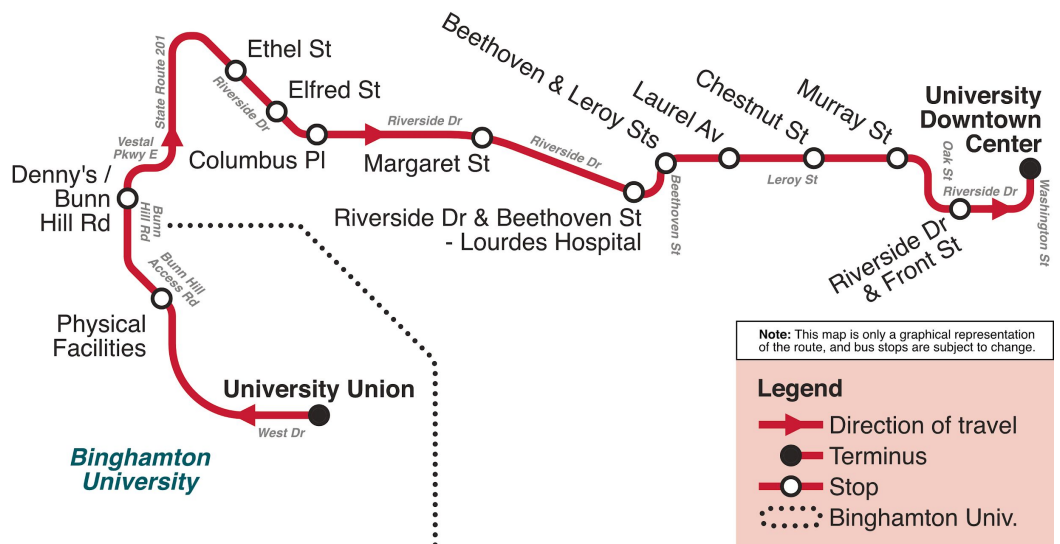 Ethel St
Elfred St
Columbus Pl
Margaret St
Beethoven & Leroy Sts
Laurel Av
Chestnut St
Murray St
University
Downtown
Center
State Route 201
Riverside Dr
Riverside Dr
Riverside Dr
Vestal
Pkwy E
Denny's /
Bunn
Hill Rd
Bunn
Hill Rd
Bunn Hill
Access Rd
Riverside Dr & Beethoven St
- Lourdes Hospital
Beethoven St
Leroy St
Oak St
Riverside Dr
Washington St
Riverside Dr
& Front St
Physical
Facilities
University Union
West Dr
Binghamton
University
Note: This map is only a graphical representation
of the route, and bus stops are subject to change.
Legend
Direction of travel
Terminus
Stop
Binghamton Univ.